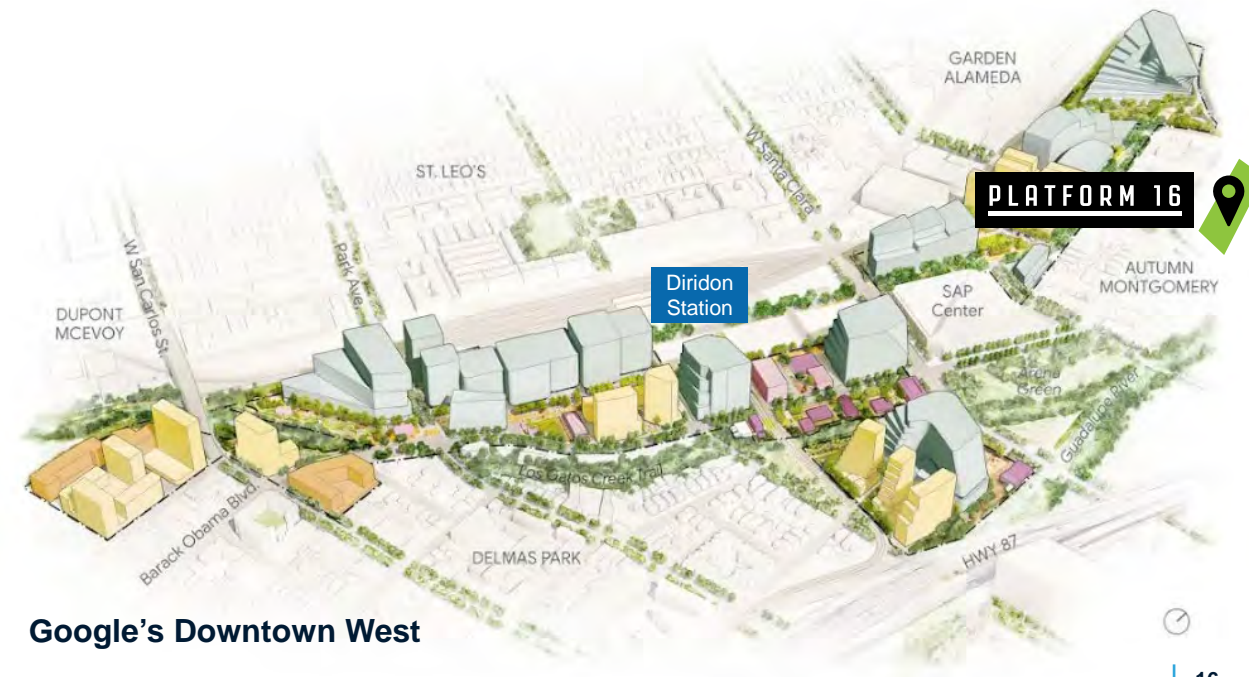 GARDEN
ALAMEDA
ST. LEO'S
W Santa Clara
PLATFORM 16
W San Carlos St.
Park Ave.
AUTUMN
MONTGOMERY
Diridon
Station
SAP
Center
DUPONT
MCEVOY
Arena
Green
Guadalupe River
Los Gatos Creek Trail
Barack Obama Blvd.
DELMAS PARK
HWY 87
Google’s Downtown West
16